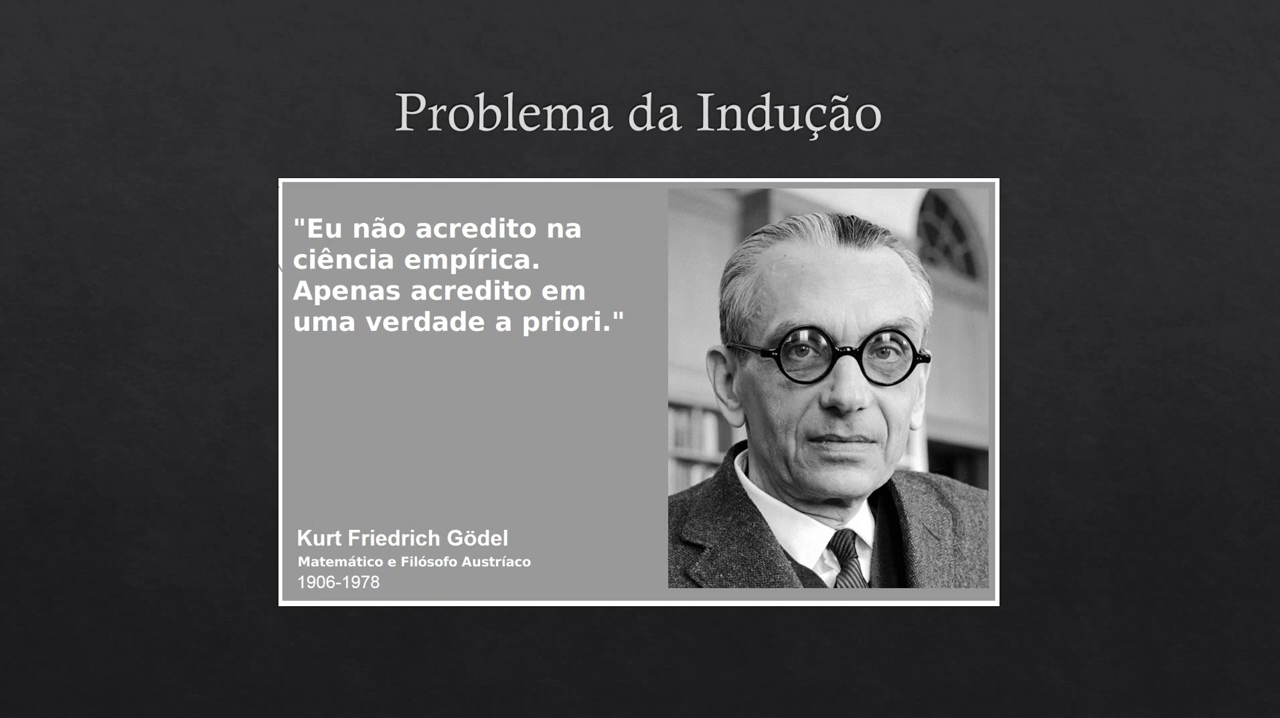 Problema da Indução
"Eu não acredito na
ciência empírica.
Apenas acredito em
uma verdade a priori."
Kurt Friedrich Gödel
Matemático e Filósofo Austríaco
1906-1978